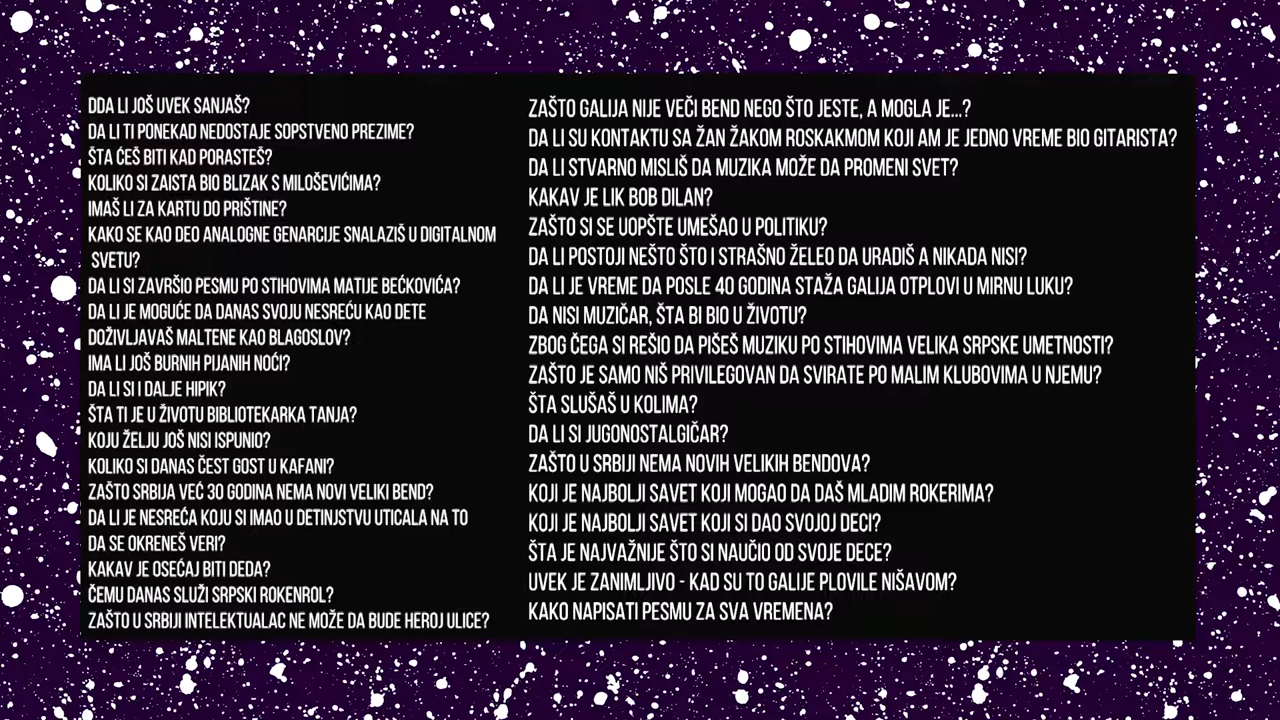 DDA LI JOŠ UVEK SANJAŠ?
DA LI TI PONEKAD NEDOSTAJE SOPSTVENO PREZIME?
ŠTA ĆEŠ BITI KAD PORASTEŠ?
KOLIKO SI ZAISTA BIO BLIZAK S MILOŠEVIĆIMA?
IMAŠ LI ZA KARTU DO PRIŠTINE?
KAKO SE KAO DEO ANALOGNE GENARCIJE SNALAZIŠ U DIGITALNOM
SVETU?
DA LI SI ZAVRŠIO PESMU PO STIHOVIMA MATIJE BEĆKOVIĆA?
DA LI JE MOGUĆE DA DANAS SVOJU NESREĆU KAO DETE
DOŽIVLJAVAŠ MALTENE KAO BLAGOSLOV?
IMA LI JOŠ BURNIH PIJANIH NOĆI?
DA LI SI I DALJE HIPIK?
ŠTA TI JE U ŽIVOTU BIBLIOTEKARKA TANJA?
KOJU ŽELJU JOŠ NISI ISPUNIO?
KOLIKO SI DANAS ČEST GOST U KAFANI?
ZAŠTO SRBIJA VEĆ 30 GODINA NEMA NOVI VELIKI BEND?
DA LI JE NESREĆA KOJU SI IMAO U DETINJSTVU UTICALA NA TO
DA SE OKRENEŠ VERI?
KAKAV JE OSEĆAJ BITI DEDA?
ČEMU DANAS SLUŽI SRPSKI ROKENROL?
ZAŠTO U SRBIJI INTELEKTUALAC NE MOŽE DA BUDE HEROJ ULICE?
ZAŠTO GALIJA NIJE VEČI BEND NEGO ŠTO JESTE, A MOGLA JE...?
DA LI SU KONTAKTU SA ŽAN ŽAKOM ROSKAKMOM KOJI AM JE JEDNO VREME BIO GITARISTA?
DA LI STVARNO MISLIŠ DA MUZIKA MOŽE DA PROMENI SVET?
KAKAV JE LIK BOB DILAN?
ZAŠTO SI SE UOPŠTE UMEŠAO U POLITIKU?
DA LI POSTOJI NEŠTO ŠTO I STRAŠNO ŽELEO DA URADIŠ A NIKADA NISI?
DA LI JE VREME DA POSLE 40 GODINA STAŽA GALIJA OTPLOVI U MIRNU LUKU?
DA NISI MUZIČAR, ŠTA BI BIO U ŽIVOTU?
ZBOG ČEGA SI REŠIO DA PIŠEŠ MUZIKU PO STIHOVIMA VELIKA SRPSKE UMETNOSTI?
ZAŠTO JE SAMO NIŠ PRIVILEGOVAN DA SVIRATE PO MALIM KLUBOVIMA U NJEMU?
ŠTA SLUŠAŠ U KOLIMA?
DA LI SI JUGONOSTALGIČAR?
ZAŠTO U SRBIJI NEMA NOVIH VELIKIH BENDOVA?
KOJI JE NAJBOLJI SAVET KOJI MOGAO DA DAŠ MLADIM ROKERIMA?
KOJI JE NAJBOLJI SAVET KOJI SI DAO SVOJOJ DECI?
ŠTA JE NAJVAŽNIJE ŠTO SI NAUČIO OD SVOJE DECE?
UVEK JE ZANIMLJIVO - KAD SU TO GALIJE PLOVILE NIŠAVOM?
KAKO NAPISATI PESMU ZA SVA VREMENA?